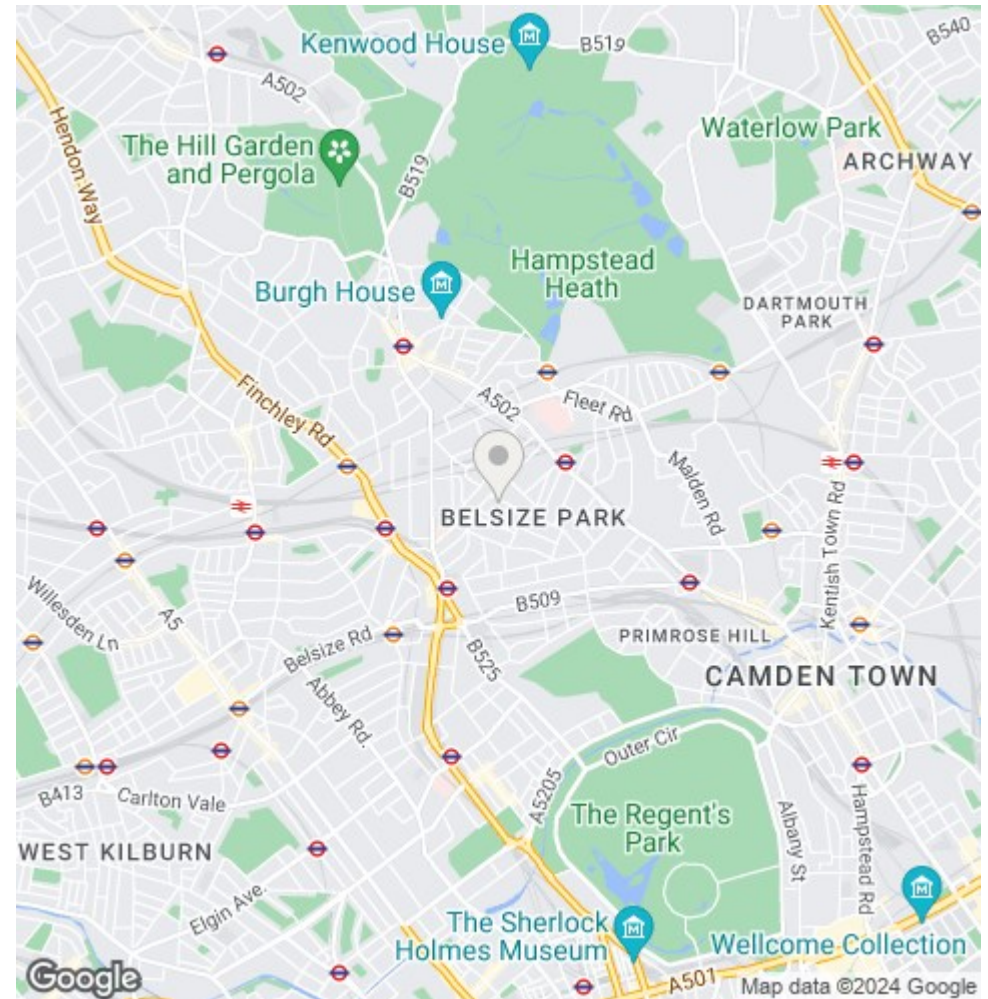 Kenwood House
B519
B540
A502
Hendon Way
The Hill Garden
and Pergola
B519
Waterlow Park
ARCHWAY
Hampstead
Heath
Burgh House
DARTMOUTH
PARK
A502
Fleet Rd
Finchley Rd
Malden Rd
BELSIZE PARK
Kentish Town Rd
Willesden Ln
A5
B509
Belsize Rd
B525
PRIMROSE HILL
Abbey Rd.
CAMDEN TOWN
Outer Cir
B413
Carlton Vale
A5205
The Regent's
Park
Albany St
Hampstead Rd
WEST KILBURN
Elgin Ave.
The Sherlock
Holmes Museum
Wellcome Collection
A501
Google
Map data ©2024 Google